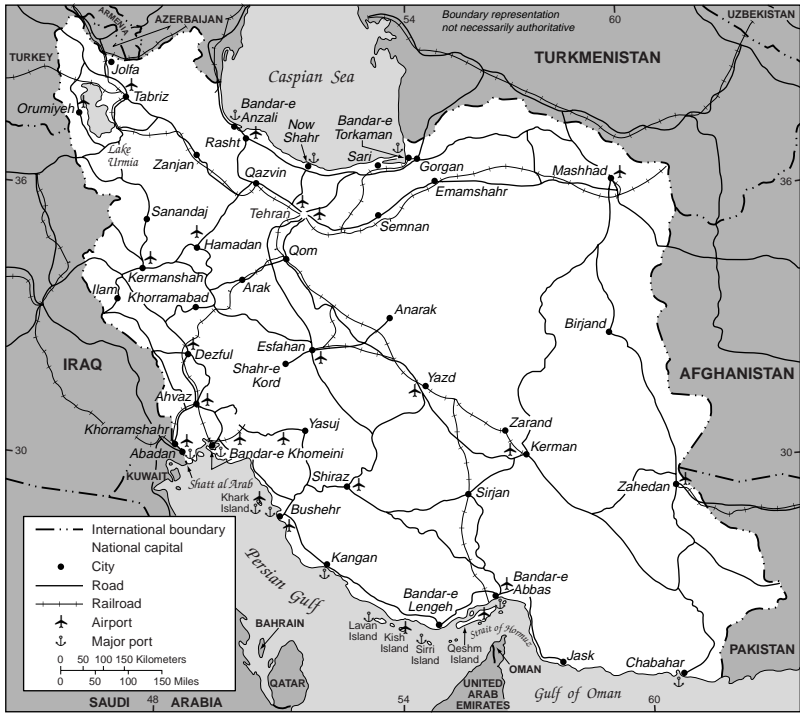 54
Boundary representation
not necessarily authoritative
60
UZBEKISTAN
ARMENIA
AZERBAIJAN
TURKEY
TURKMENISTAN
Caspian Sea
Jolfa
Tabriz
Orumiyeh
Lake
Urmia
Bandar-e
Anzali
Rasht
Now
Shahr
Bandar-e
Torkaman
Sari
Gorgan
Zanjan
Qazvin
Emamshahr
Mashhad
36
36
Tehran
Semnan
Sanandaj
Hamadan
Qom
Kermanshah
Arak
Ilam
Khorramabad
Anarak
Birjand
IRAQ
Dezful
Esfahan
Shahr-e
Kord
AFGHANISTAN
Yazd
Ahvaz
Khorramshahr
Yasuj
Zarand
30
30
Abadan
Bandar-e Khomeini
Kerman
KUWAIT
Shatt al Arab
Shiraz
Sirjan
Zahedan
Khark
Island
Bushehr
Persian Gulf
Kangan
Bandar-e
Lengeh
Bandar-e
Abbas
Lavan
Island
Kish
Island
Sirri
Island
Qeshm
Island
Strait of Hormuz
BAHRAIN
OMAN
Jask
Chabahar
PAKISTAN
QATAR
UNITED
ARAB
EMIRATES
Gulf of Oman
International boundary
National capital
City
Road
Railroad
Airport
Major port
0 50 100 150 Kilometers
0 50 100 150 Miles
SAUDI ARABIA
48
54
60